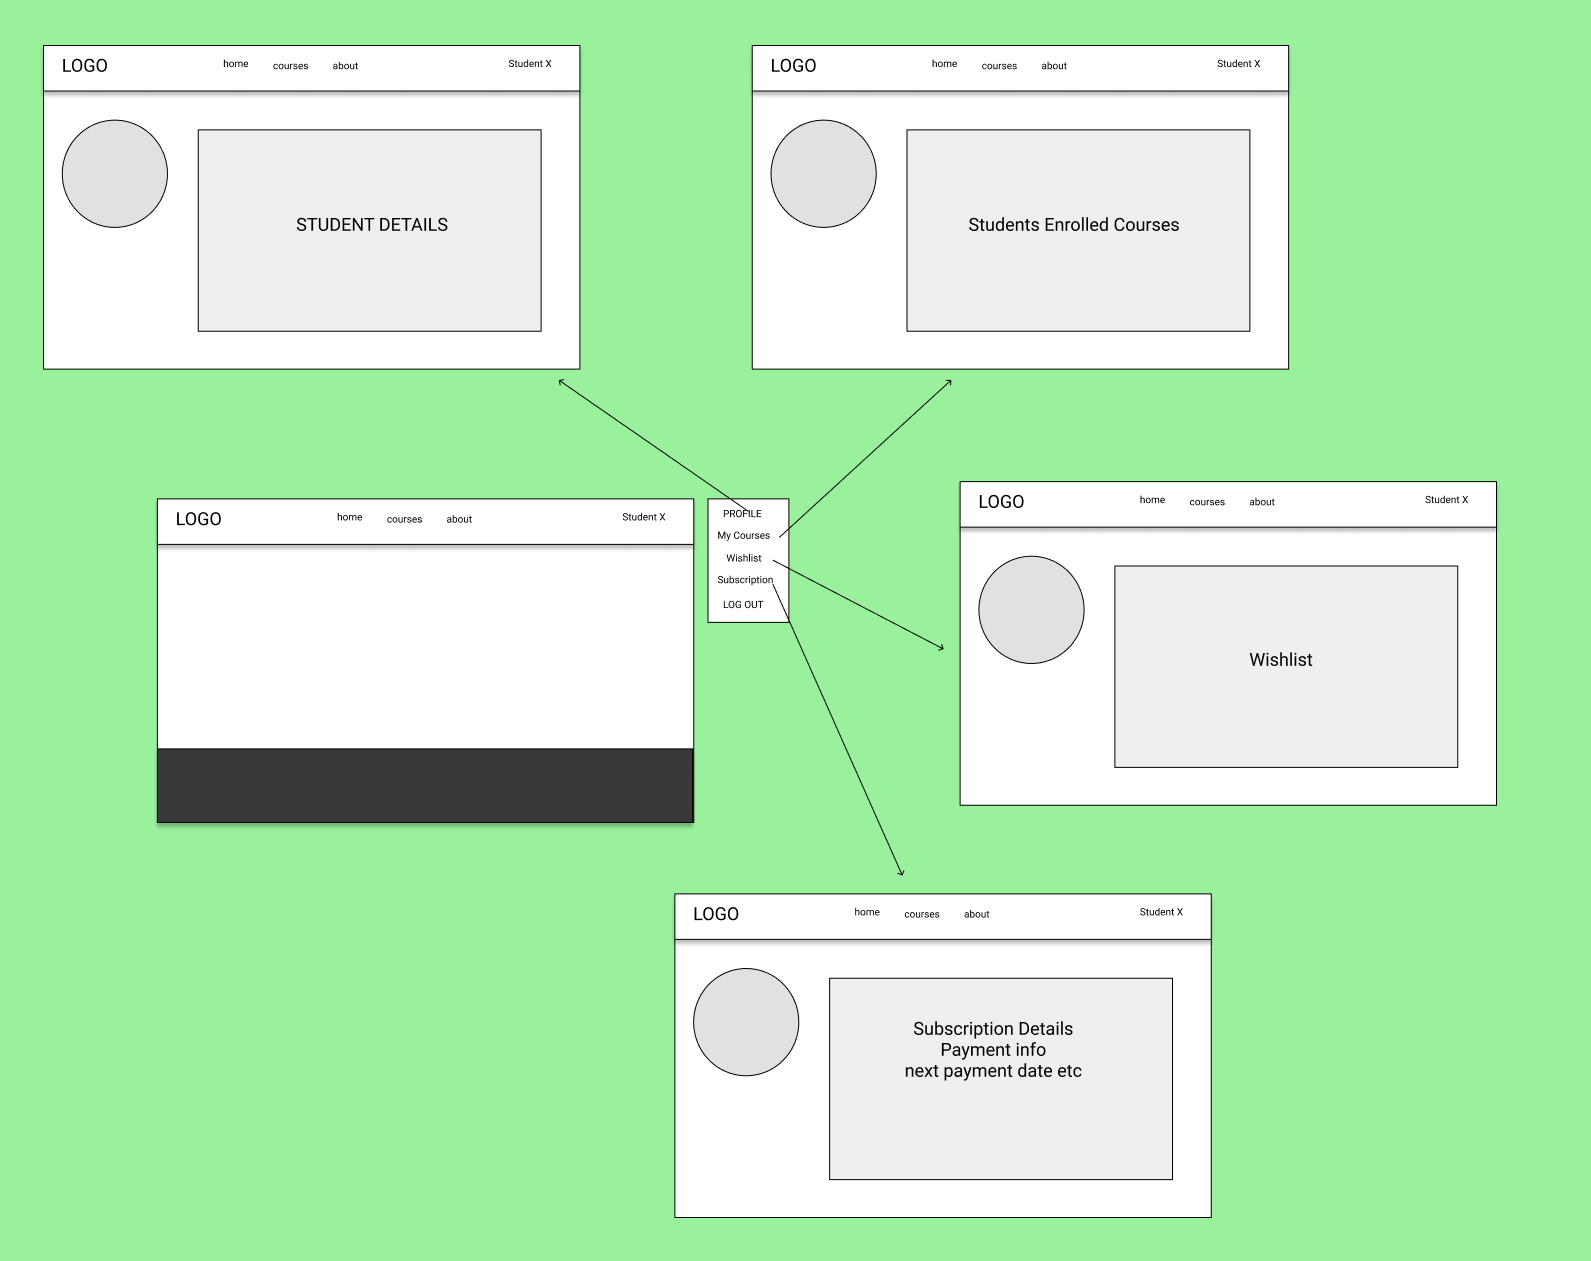 LOGO home courses about Student X
STUDENT DETAILS
LOGO home courses about Student X
Students Enrolled Courses
LOGO home courses about Student X
PROFILE
My Courses
Wishlist
Subscription
LOG OUT
LOGO home courses about Student X
Wishlist
LOGO home courses about Student X
Subscription Details
Payment info
next payment date etc